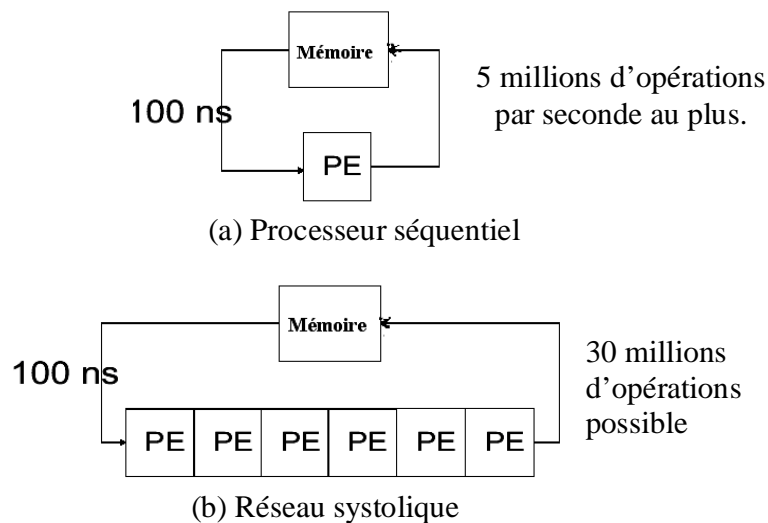 Mémoire
100 ns
5 millions d’opérations
par seconde au plus.
PE
(a) Processeur séquentiel
Mémoire
100 ns
30 millions
d’opérations
possible
PE PE PE PE PE PE
(b) Réseau systolique